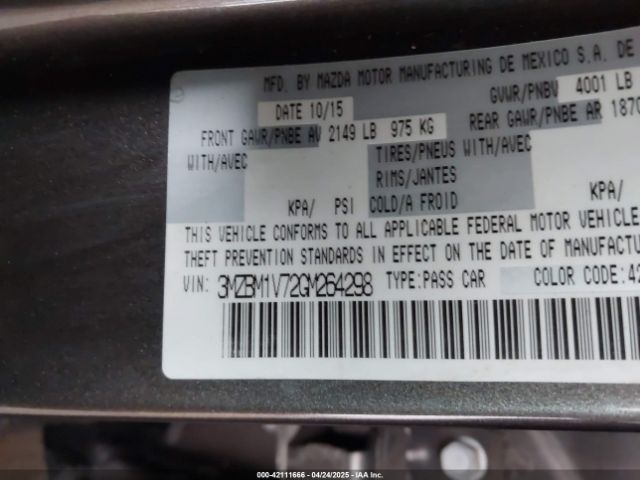 MFD. BY MAZDA MOTOR MANUFACTURING DE MEXICO S.A. DE
DATE 10/15 GVWR/PNBV 4001 LB
FRONT GAWR/PNBE AV 2149 LB 975 KG REAR GAWR/PNBE AR 1870
WITH/AVEC TIRES/PNEUS WITH/AVEC
RIMS/JANTES
KPA/ PSI COLD/A FROID KPA/
THIS VEHICLE CONFORMS TO ALL APPLICABLE FEDERAL MOTOR VEHICLE
THEFT PREVENTION STANDARDS IN EFFECT ON THE DATE OF MANUFACTU
VIN: 3MZBM1V72GM264298 TYPE:PASS CAR COLOR CODE:42
000-42111666 - 04/24/2025 - IAA Inc.